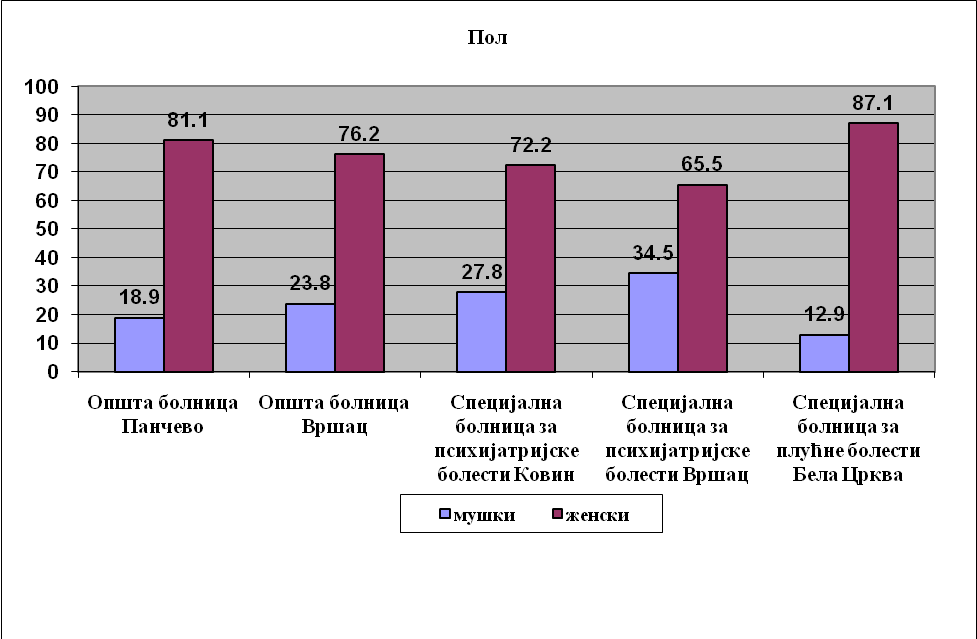 Пол
100
90
80
70
60
50
40
30
20
10
0
18.9
81.1
23.8
76.2
27.8
72.2
34.5
65.5
12.9
87.1
Општа болница
Панчево
Општа болница
Вршац
Специјална
болница за
психијатријске
болести Ковин
Специјална
болница за
психијатријске
болести Вршац
Специјална
болница за
плућне болести
Бела Црква
мушки
женски